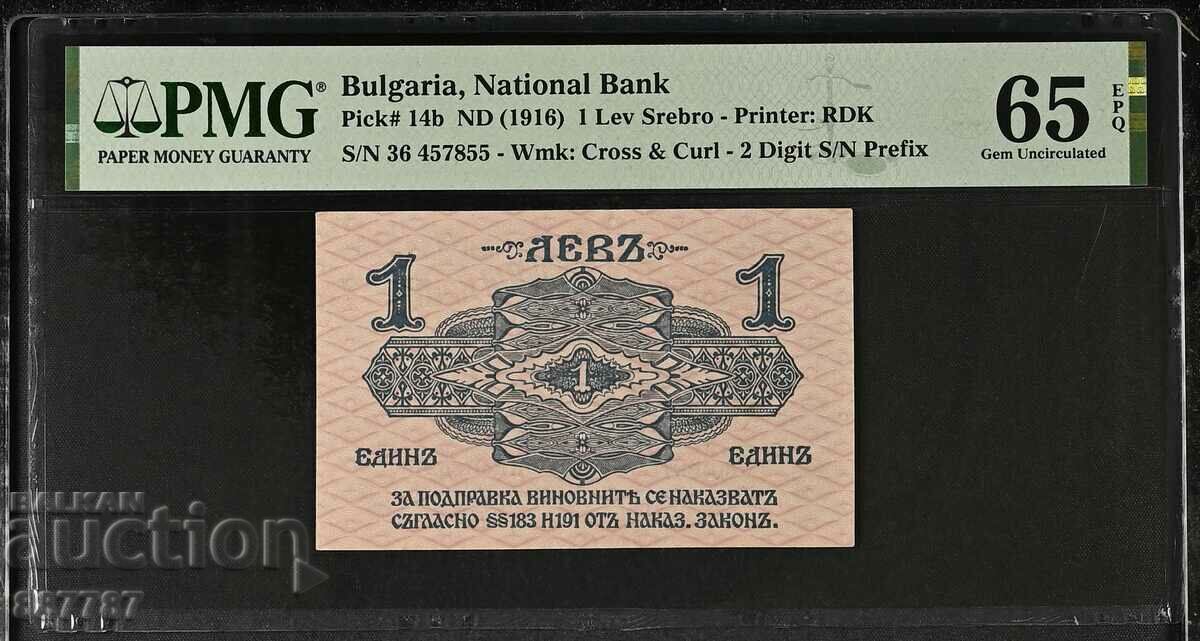 PMG®
PAPER MONEY GUARANTY
Bulgaria, National Bank
Pick# 14b ND (1916) 1 Lev Srebro - Printer: RDK
S/N 36 457855 - Wmk: Cross & Curl - 2 Digit S/N Prefix
65
EPQ
Gem Uncirculated
ЛЕВЪ
1 1
1
ЕДИНЪ ЕДИНЪ
ЗА ПОДПРАВКА ВИНОВНИТѢ СЕ НАКАЗВАТЪ
СЪГЛАСНО §§183 И 191 ОТЪ НАКАЗ. ЗАКОНЪ.
BALKAN
auction
887787